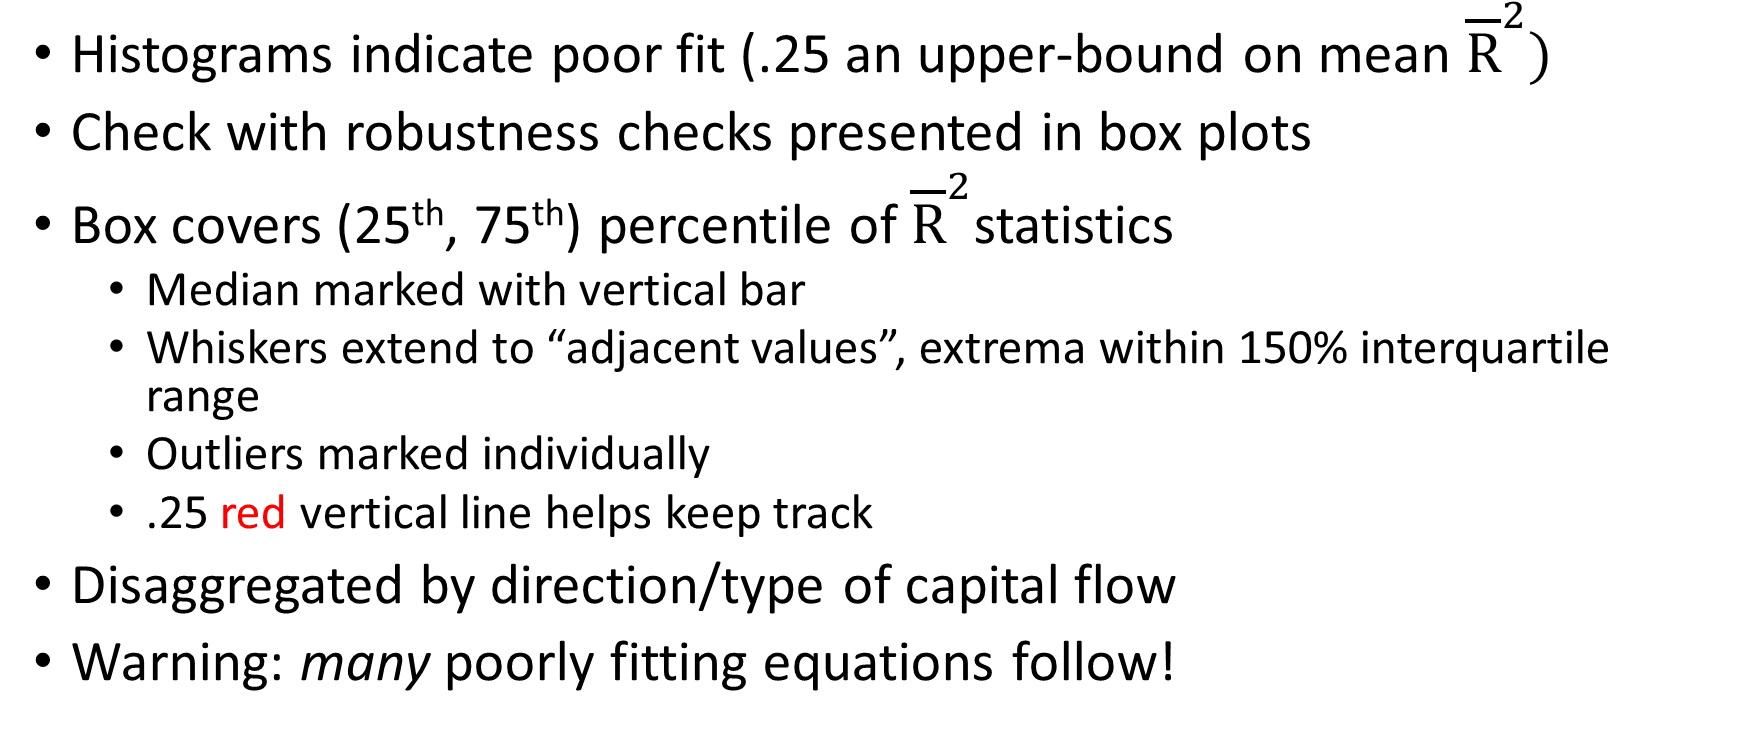 • Histograms indicate poor fit (.25 an upper-bound on mean R̅²)
• Check with robustness checks presented in box plots
• Box covers (25th, 75th) percentile of R̅² statistics
• Median marked with vertical bar
• Whiskers extend to “adjacent values”, extrema within 150% interquartile
range
• Outliers marked individually
• .25 red vertical line helps keep track
• Disaggregated by direction/type of capital flow
• Warning: many poorly fitting equations follow!